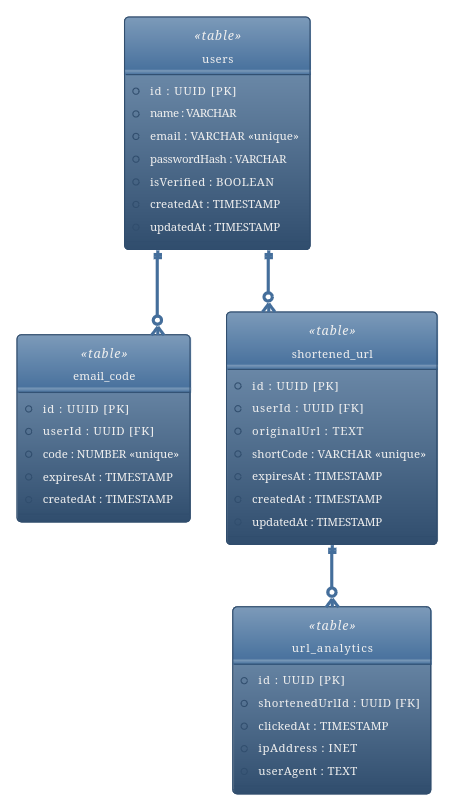 «table»
users
id : UUID [PK]
name : VARCHAR
email : VARCHAR «unique»
passwordHash : VARCHAR
isVerified : BOOLEAN
createdAt : TIMESTAMP
updatedAt : TIMESTAMP
«table»
email_code
id : UUID [PK]
userId : UUID [FK]
code : NUMBER «unique»
expiresAt : TIMESTAMP
createdAt : TIMESTAMP
«table»
shortened_url
id : UUID [PK]
userId : UUID [FK]
originalUrl : TEXT
shortCode : VARCHAR «unique»
expiresAt : TIMESTAMP
createdAt : TIMESTAMP
updatedAt : TIMESTAMP
«table»
url_analytics
id : UUID [PK]
shortenedUrlId : UUID [FK]
clickedAt : TIMESTAMP
ipAddress : INET
userAgent : TEXT